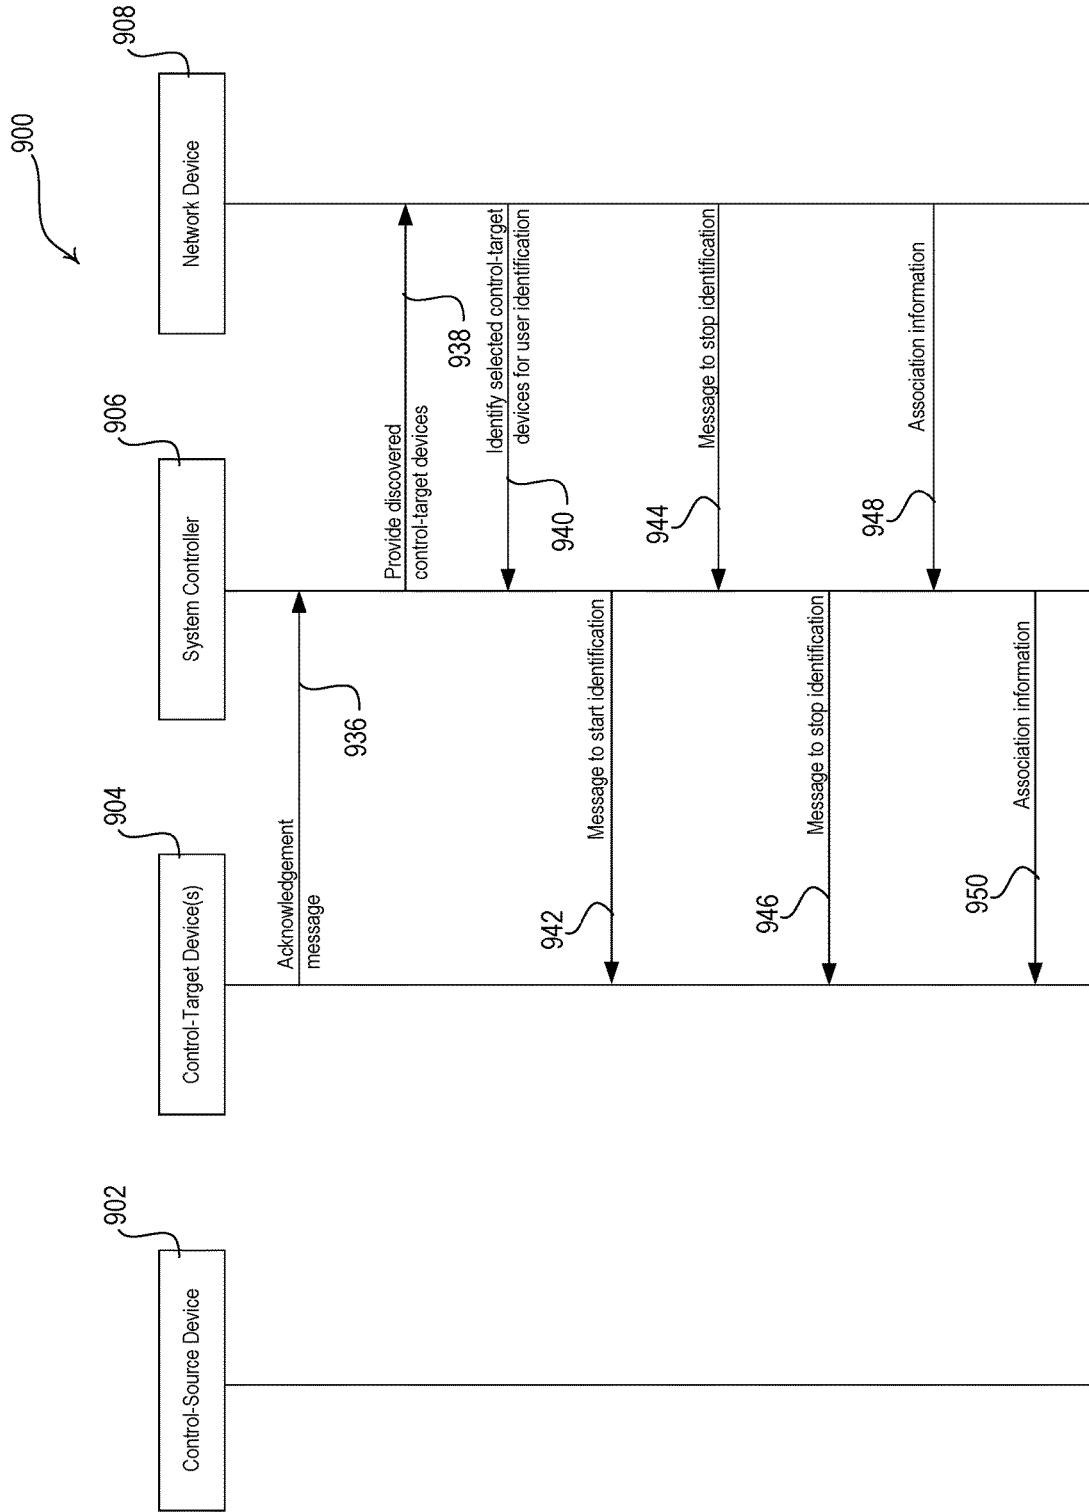 900
902
904
906
908
Control-Source Device
Control-Target Device(s)
System Controller
Network Device
Acknowledgement
message
936
Provide discovered
control-target devices
938
Identify selected control-target
devices for user identification
940
Message to start identification
942
Message to stop identification
944
Message to stop identification
946
Association information
948
Association information
950